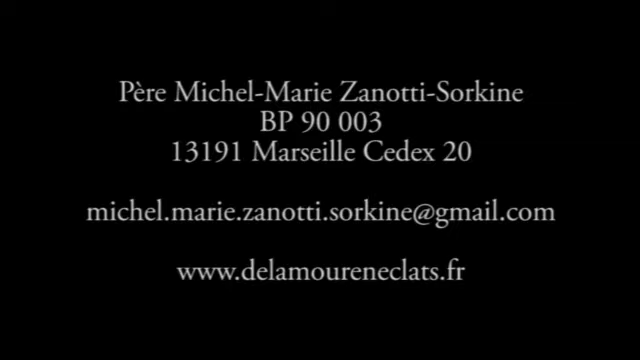 Père Michel-Marie Zanotti-Sorkine
BP 90 003
13191 Marseille Cedex 20
michel.marie.zanotti.sorkine@gmail.com
www.delamoureneclats.fr